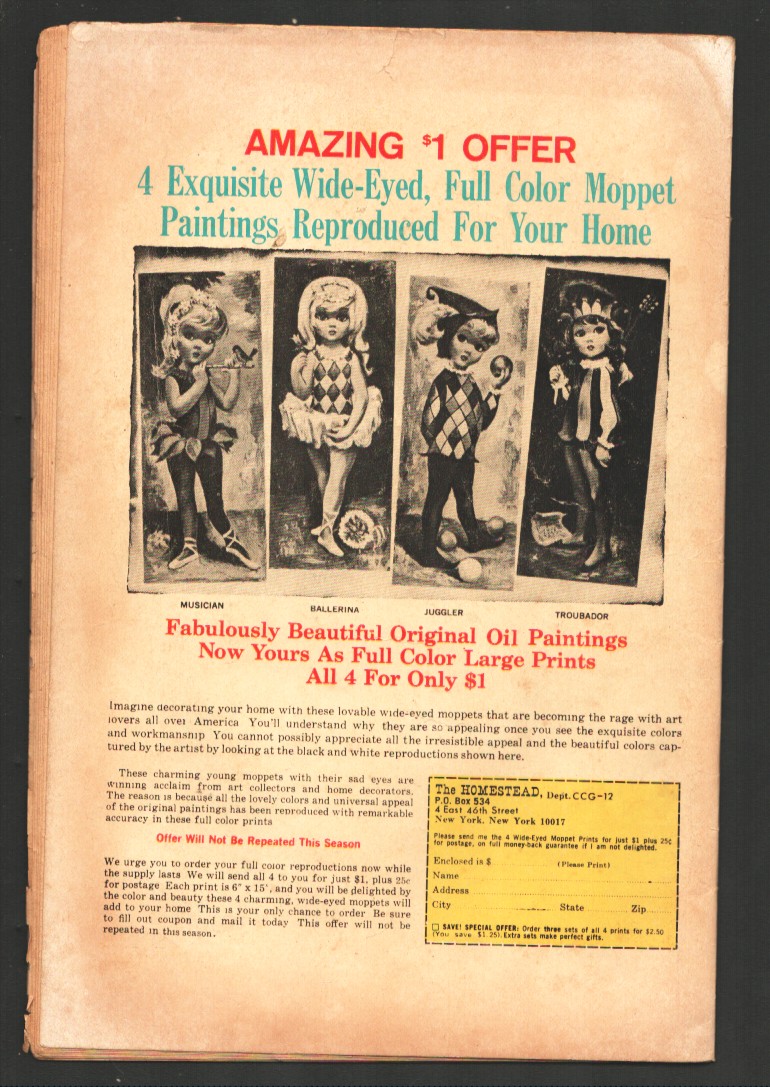 AMAZING $1 OFFER
4 Exquisite Wide-Eyed, Full Color Moppet
Paintings Reproduced For Your Home
MUSICIAN
BALLERINA
JUGGLER
TROUBADOR
Fabulously Beautiful Original Oil Paintings
Now Yours As Full Color Large Prints
All 4 For Only $1
Imagine decorating your home with these lovable wide-eyed moppets that are becoming the rage with art
lovers all over America You'll understand why they are so appealing once you see the exquisite colors
and workmanship You cannot possibly appreciate all the irresistible appeal and the beautiful colors cap-
tured by the artist by looking at the black and white reproductions shown here.
These charming young moppets with their sad eyes are
winning acclaim from art collectors and home decorators.
The reason is because all the lovely colors and universal appeal
of the original paintings has been reproduced with remarkable
accuracy in these full color prints
Offer Will Not Be Repeated This Season
We urge you to order your full color reproductions now while
the supply lasts We will send all 4 to you for just $1, plus 25c
for postage Each print is 6" x 15", and you will be delighted by
the color and beauty these 4 charming, wide-eyed moppets will
add to your home This is your only chance to order Be sure
to fill out coupon and mail it today This offer will not be
repeated in this season.
The HOMESTEAD, Dept. CCG-12
P.O. Box 534
4 East 46th Street
New York, New York 10017
Please send me the 4 Wide-Eyed Moppet Prints for just $1 plus 25c
for postage, on full money-back guarantee if I am not delighted.
Enclosed is $ (Please Print)
Name
Address
City State Zip
SAVE! SPECIAL OFFER: Order three sets of all 4 prints for $2.50
(You save $1.25). Extra sets make perfect gifts.